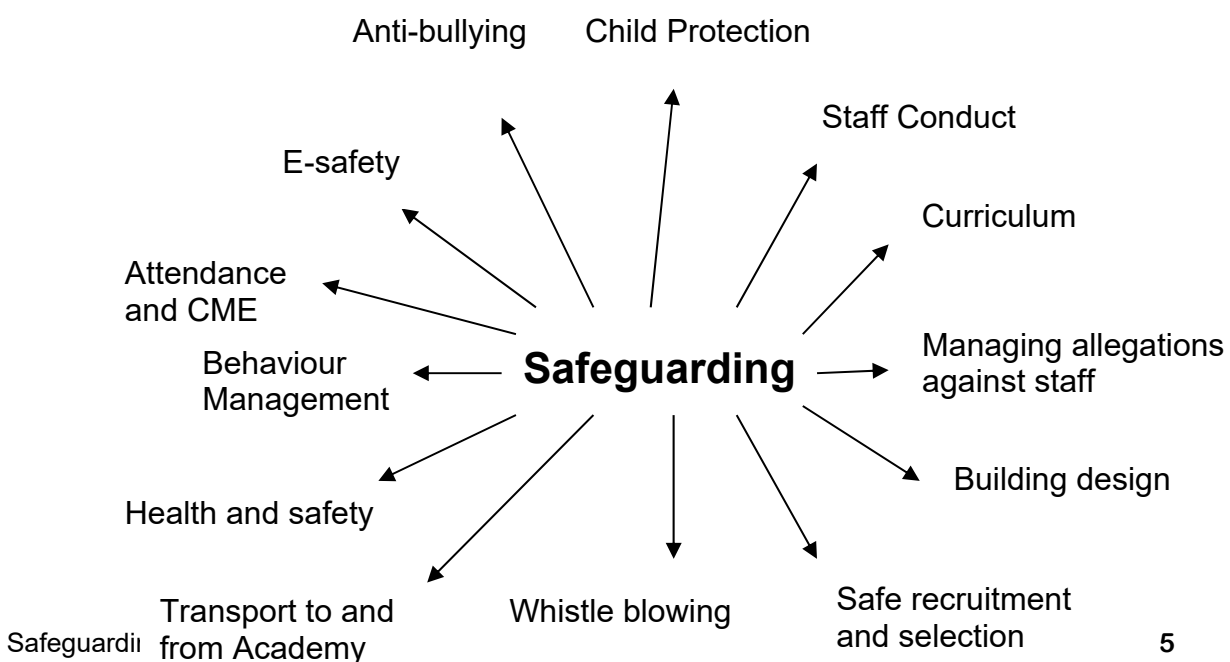 Anti-bullying
Child Protection
Staff Conduct
E-safety
Curriculum
Attendance
and CME
Managing allegations
against staff
Behaviour
Management
Safeguarding
Building design
Health and safety
Safe recruitment
and selection
Whistle blowing
Transport to and
from Academy
5